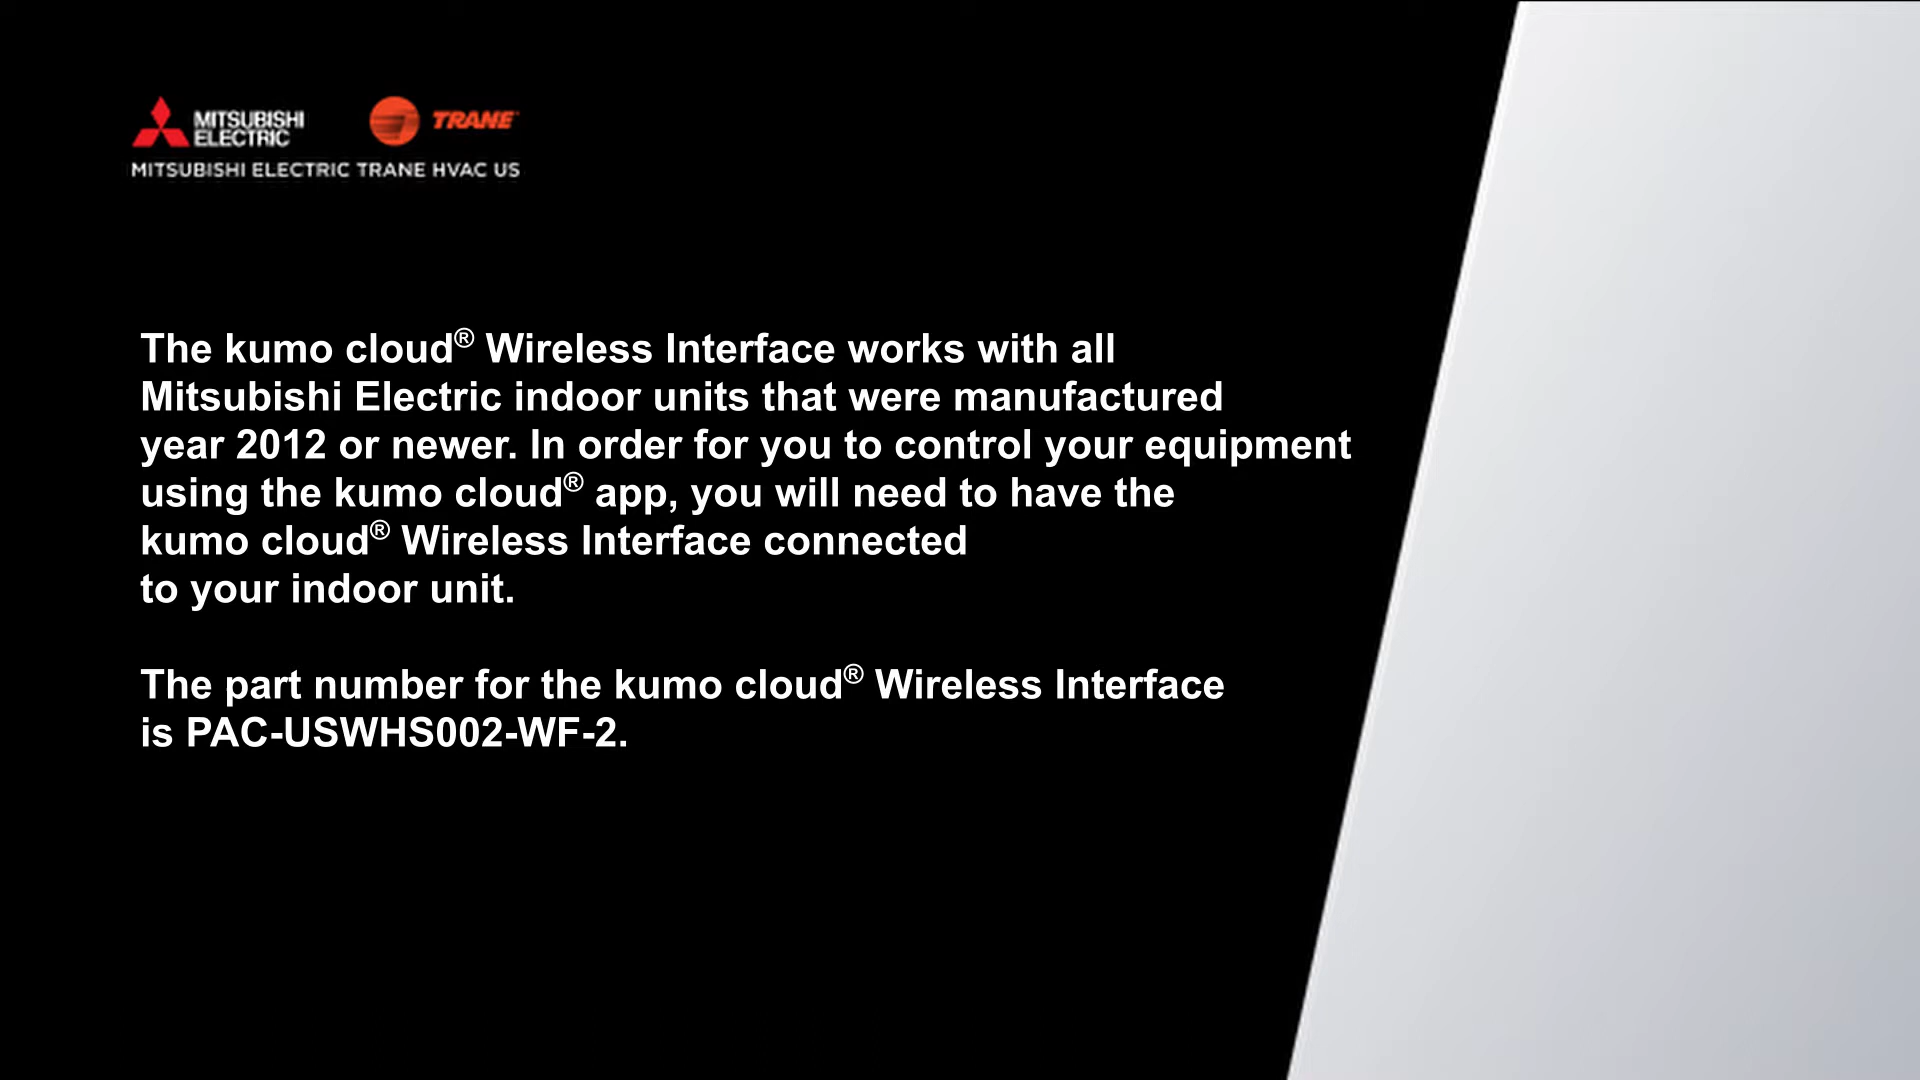 MITSUBISHI
ELECTRIC
TRANE
MITSUBISHI ELECTRIC TRANE HVAC US
The kumo cloud® Wireless Interface works with all
Mitsubishi Electric indoor units that were manufactured
year 2012 or newer. In order for you to control your equipment
using the kumo cloud® app, you will need to have the
kumo cloud® Wireless Interface connected
to your indoor unit.
The part number for the kumo cloud® Wireless Interface
is PAC-USWHS002-WF-2.